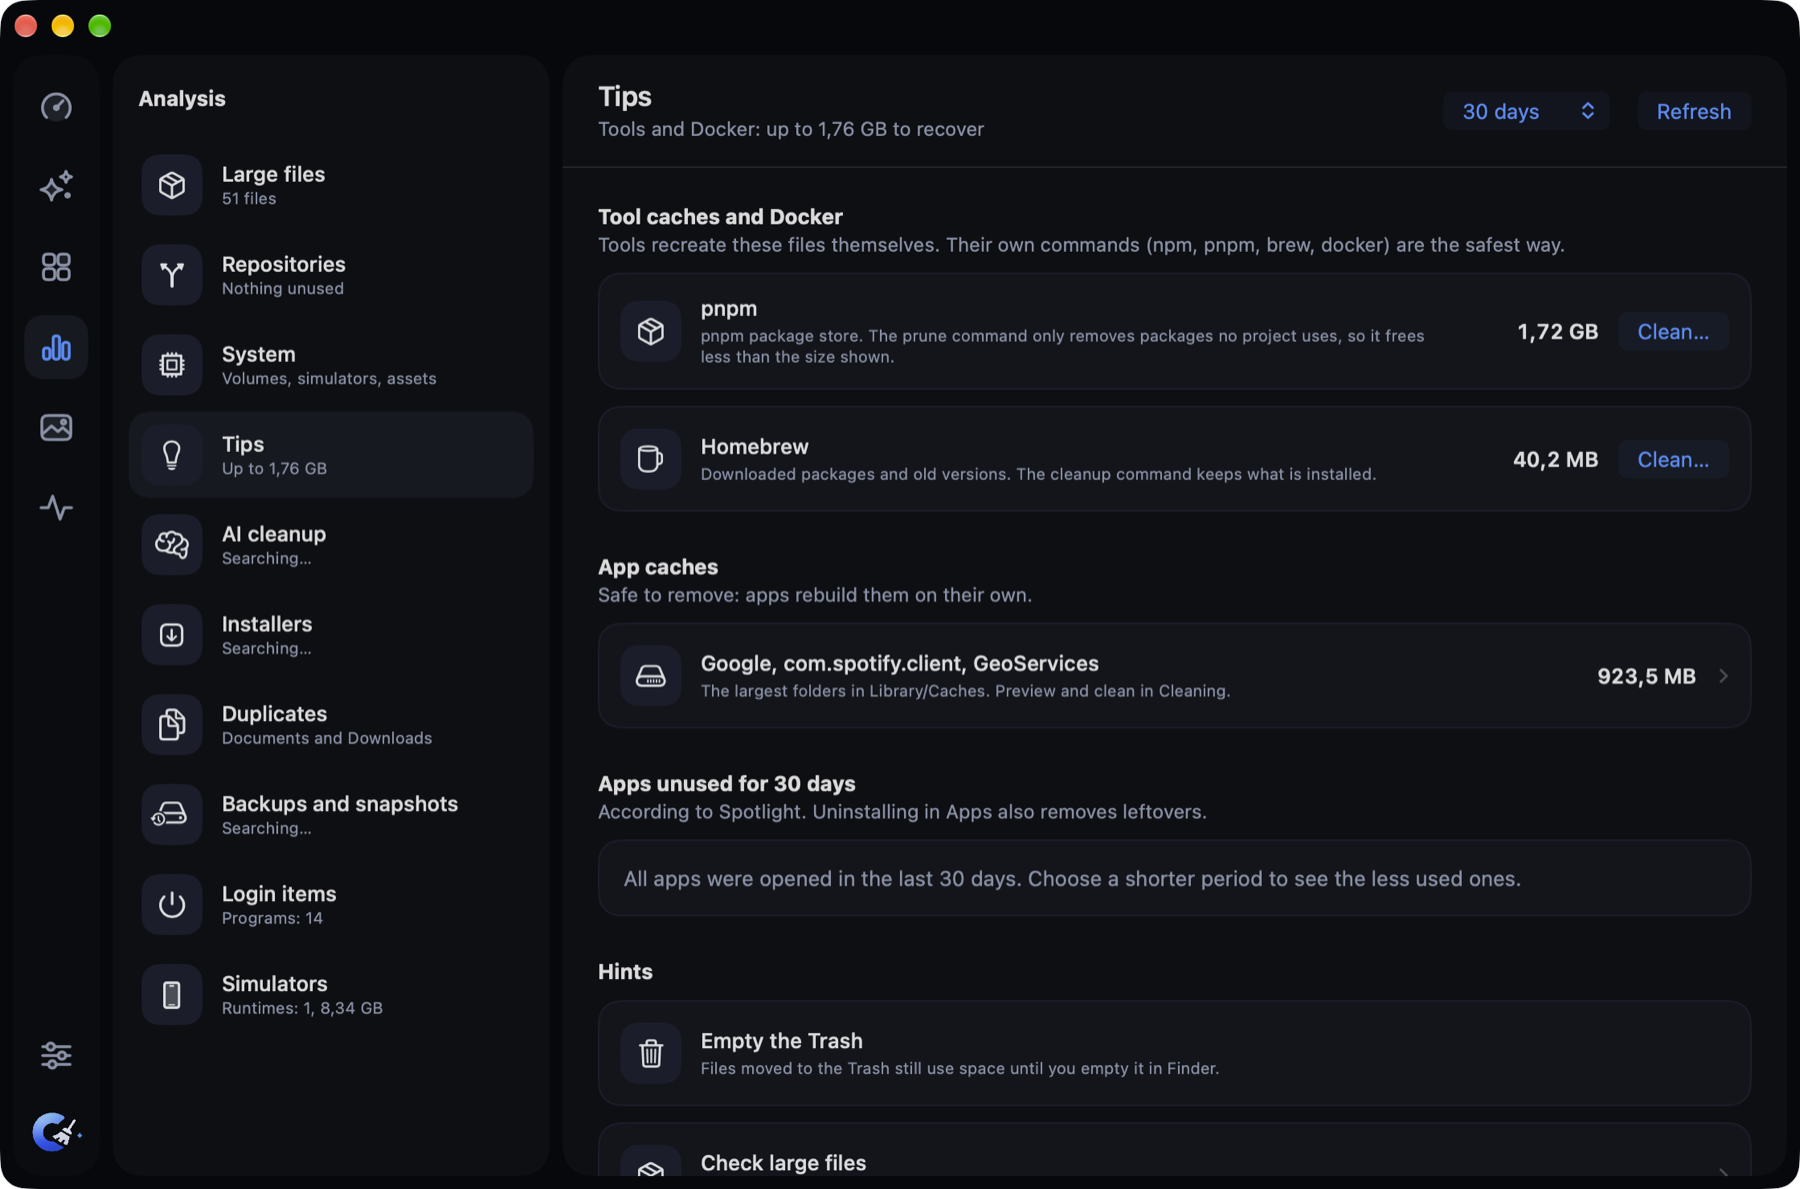 Analysis
Large files
51 files
Repositories
Nothing unused
System
Volumes, simulators, assets
Tips
Up to 1,76 GB
AI cleanup
Searching...
Installers
Searching...
Duplicates
Documents and Downloads
Backups and snapshots
Searching...
Login items
Programs: 14
Simulators
Runtimes: 1, 8,34 GB
Tips
Tools and Docker: up to 1,76 GB to recover
30 days
Refresh
Tool caches and Docker
Tools recreate these files themselves. Their own commands (npm, pnpm, brew, docker) are the safest way.
pnpm
pnpm package store. The prune command only removes packages no project uses, so it frees
less than the size shown.
1,72 GB
Clean...
Homebrew
Downloaded packages and old versions. The cleanup command keeps what is installed.
40,2 MB
Clean...
App caches
Safe to remove: apps rebuild them on their own.
Google, com.spotify.client, GeoServices
The largest folders in Library/Caches. Preview and clean in Cleaning.
923,5 MB
Apps unused for 30 days
According to Spotlight. Uninstalling in Apps also removes leftovers.
All apps were opened in the last 30 days. Choose a shorter period to see the less used ones.
Hints
Empty the Trash
Files moved to the Trash still use space until you empty it in Finder.
Check large files